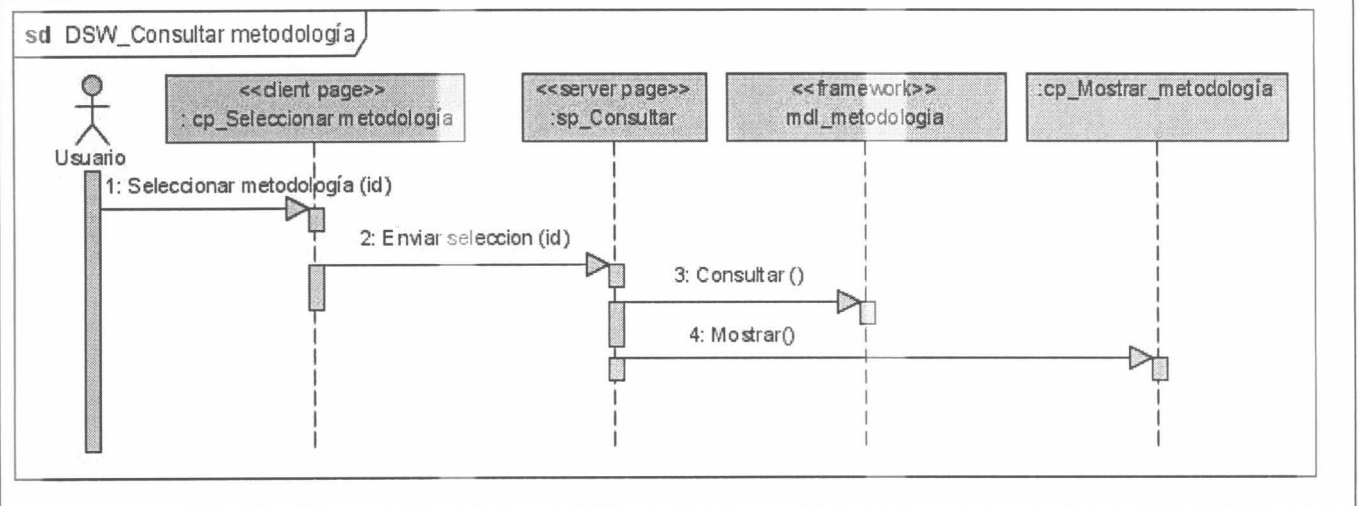 sd DSW_Consultar metodología
<<client page>>
: cp_Seleccionar metodología
<<server page>>
:sp_Consultar
<<framework>>
mdl_metodologia
:cp_Mostrar_metodología
Usuario
1: Seleccionar metodología (id)
2: Enviar seleccion (id)
3: Consultar ()
4: Mostrar()